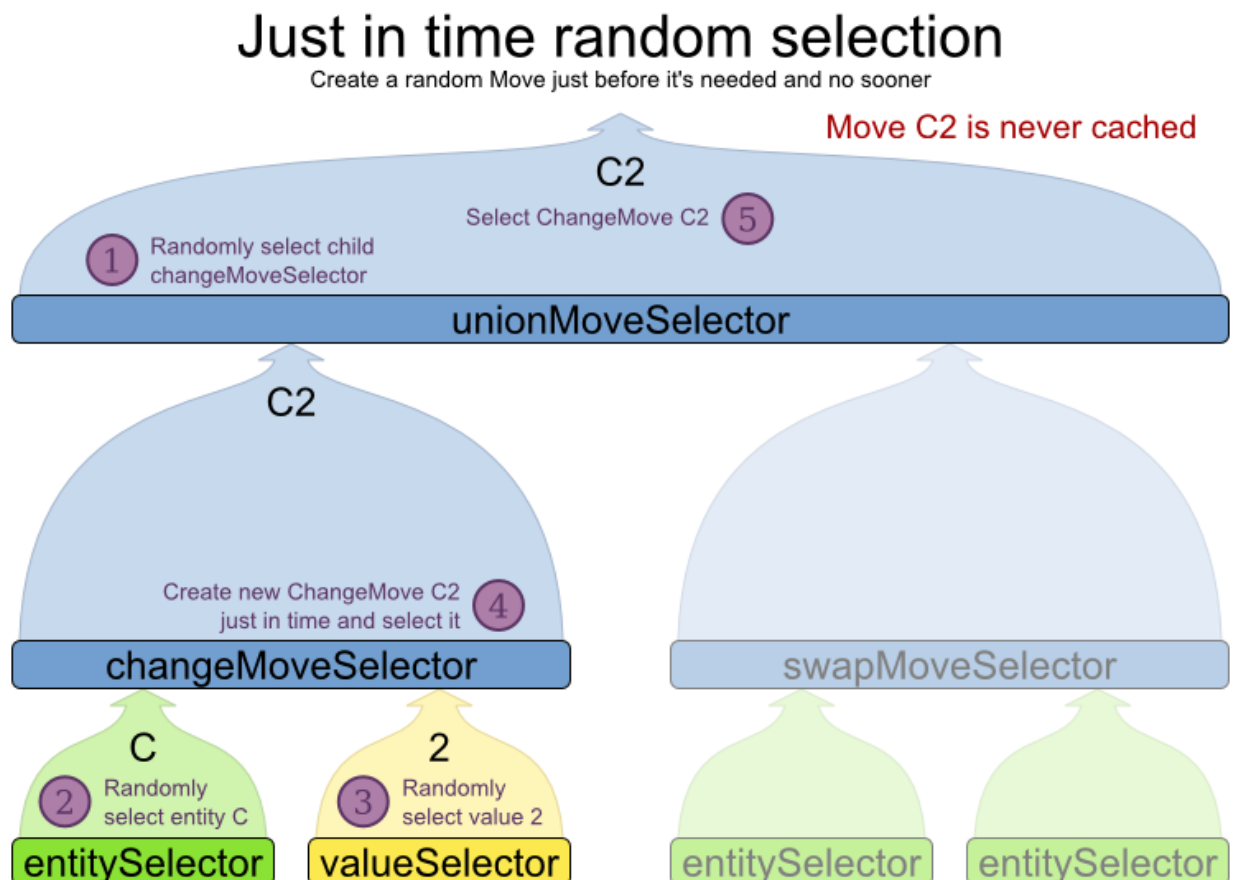 Just in time random selection
Create a random Move just before it's needed and no sooner
Move C2 is never cached
C2
Select ChangeMove C2
5
1
Randomly select child
changeMoveSelector
unionMoveSelector
C2
Create new ChangeMove C2
just in time and select it
4
changeMoveSelector
swapMoveSelector
C
2
2
Randomly
select entity C
3
Randomly
select value 2
entitySelector
valueSelector
entitySelector
entitySelector